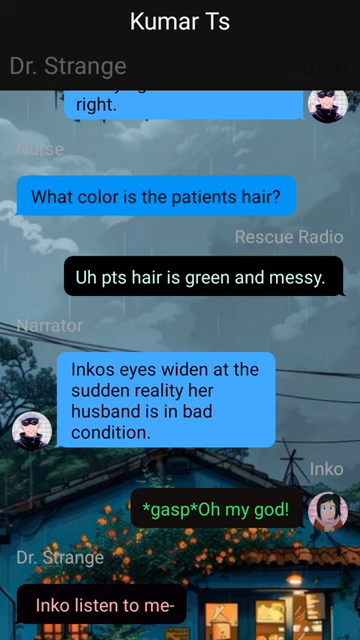 Kumar Ts
Dr. Strange
Inko
right.
Nurse
What color is the patients hair?
Rescue Radio
Uh pts hair is green and messy.
Narrator
Inkos eyes widen at the
sudden reality her
husband is in bad
condition.
Inko
*gasp*Oh my god!
Dr. Strange
Inko listen to me-